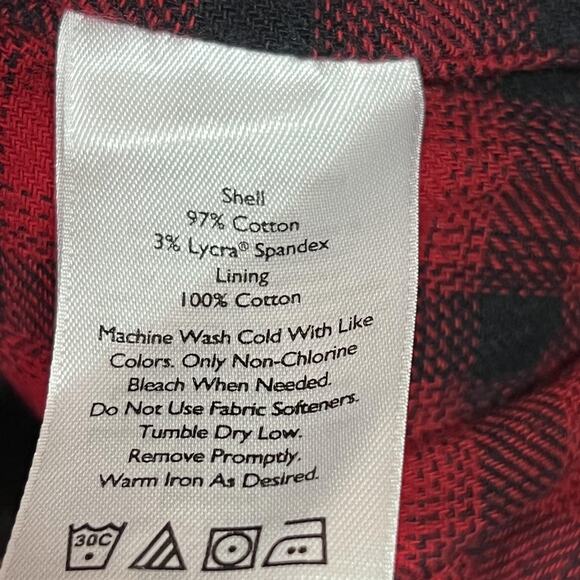 Shell
97% Cotton
3% Lycra® Spandex
Lining
100% Cotton
Machine Wash Cold With Like
Colors. Only Non-Chlorine
Bleach When Needed.
Do Not Use Fabric Softeners.
Tumble Dry Low.
Remove Promptly.
Warm Iron As Desired.
30C